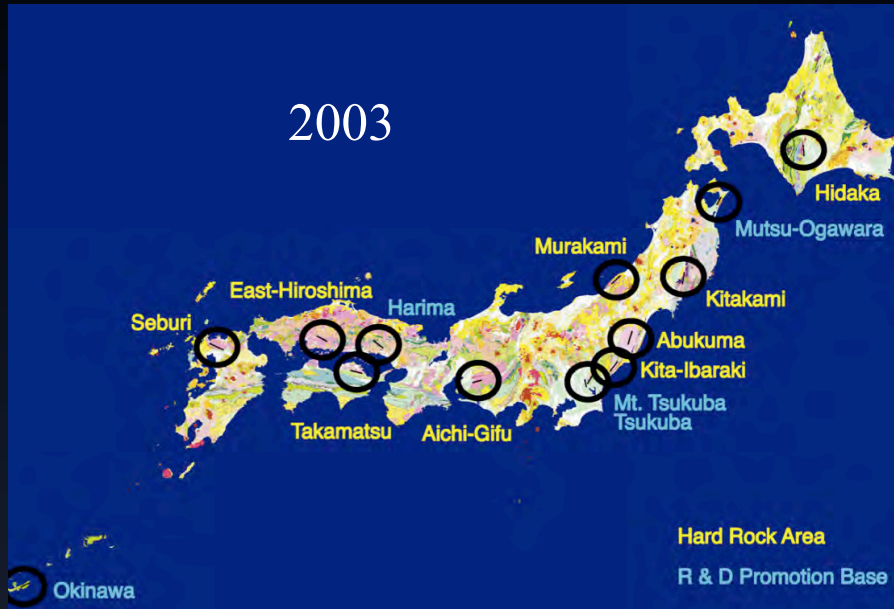 2003
Hidaka
Mutsu-Ogawara
Murakami
Kitakami
East-Hiroshima
Harima
Seburi
Abukuma
Kita-Ibaraki
Mt. Tsukuba
Tsukuba
Takamatsu
Aichi-Gifu
Hard Rock Area
R & D Promotion Base
Okinawa